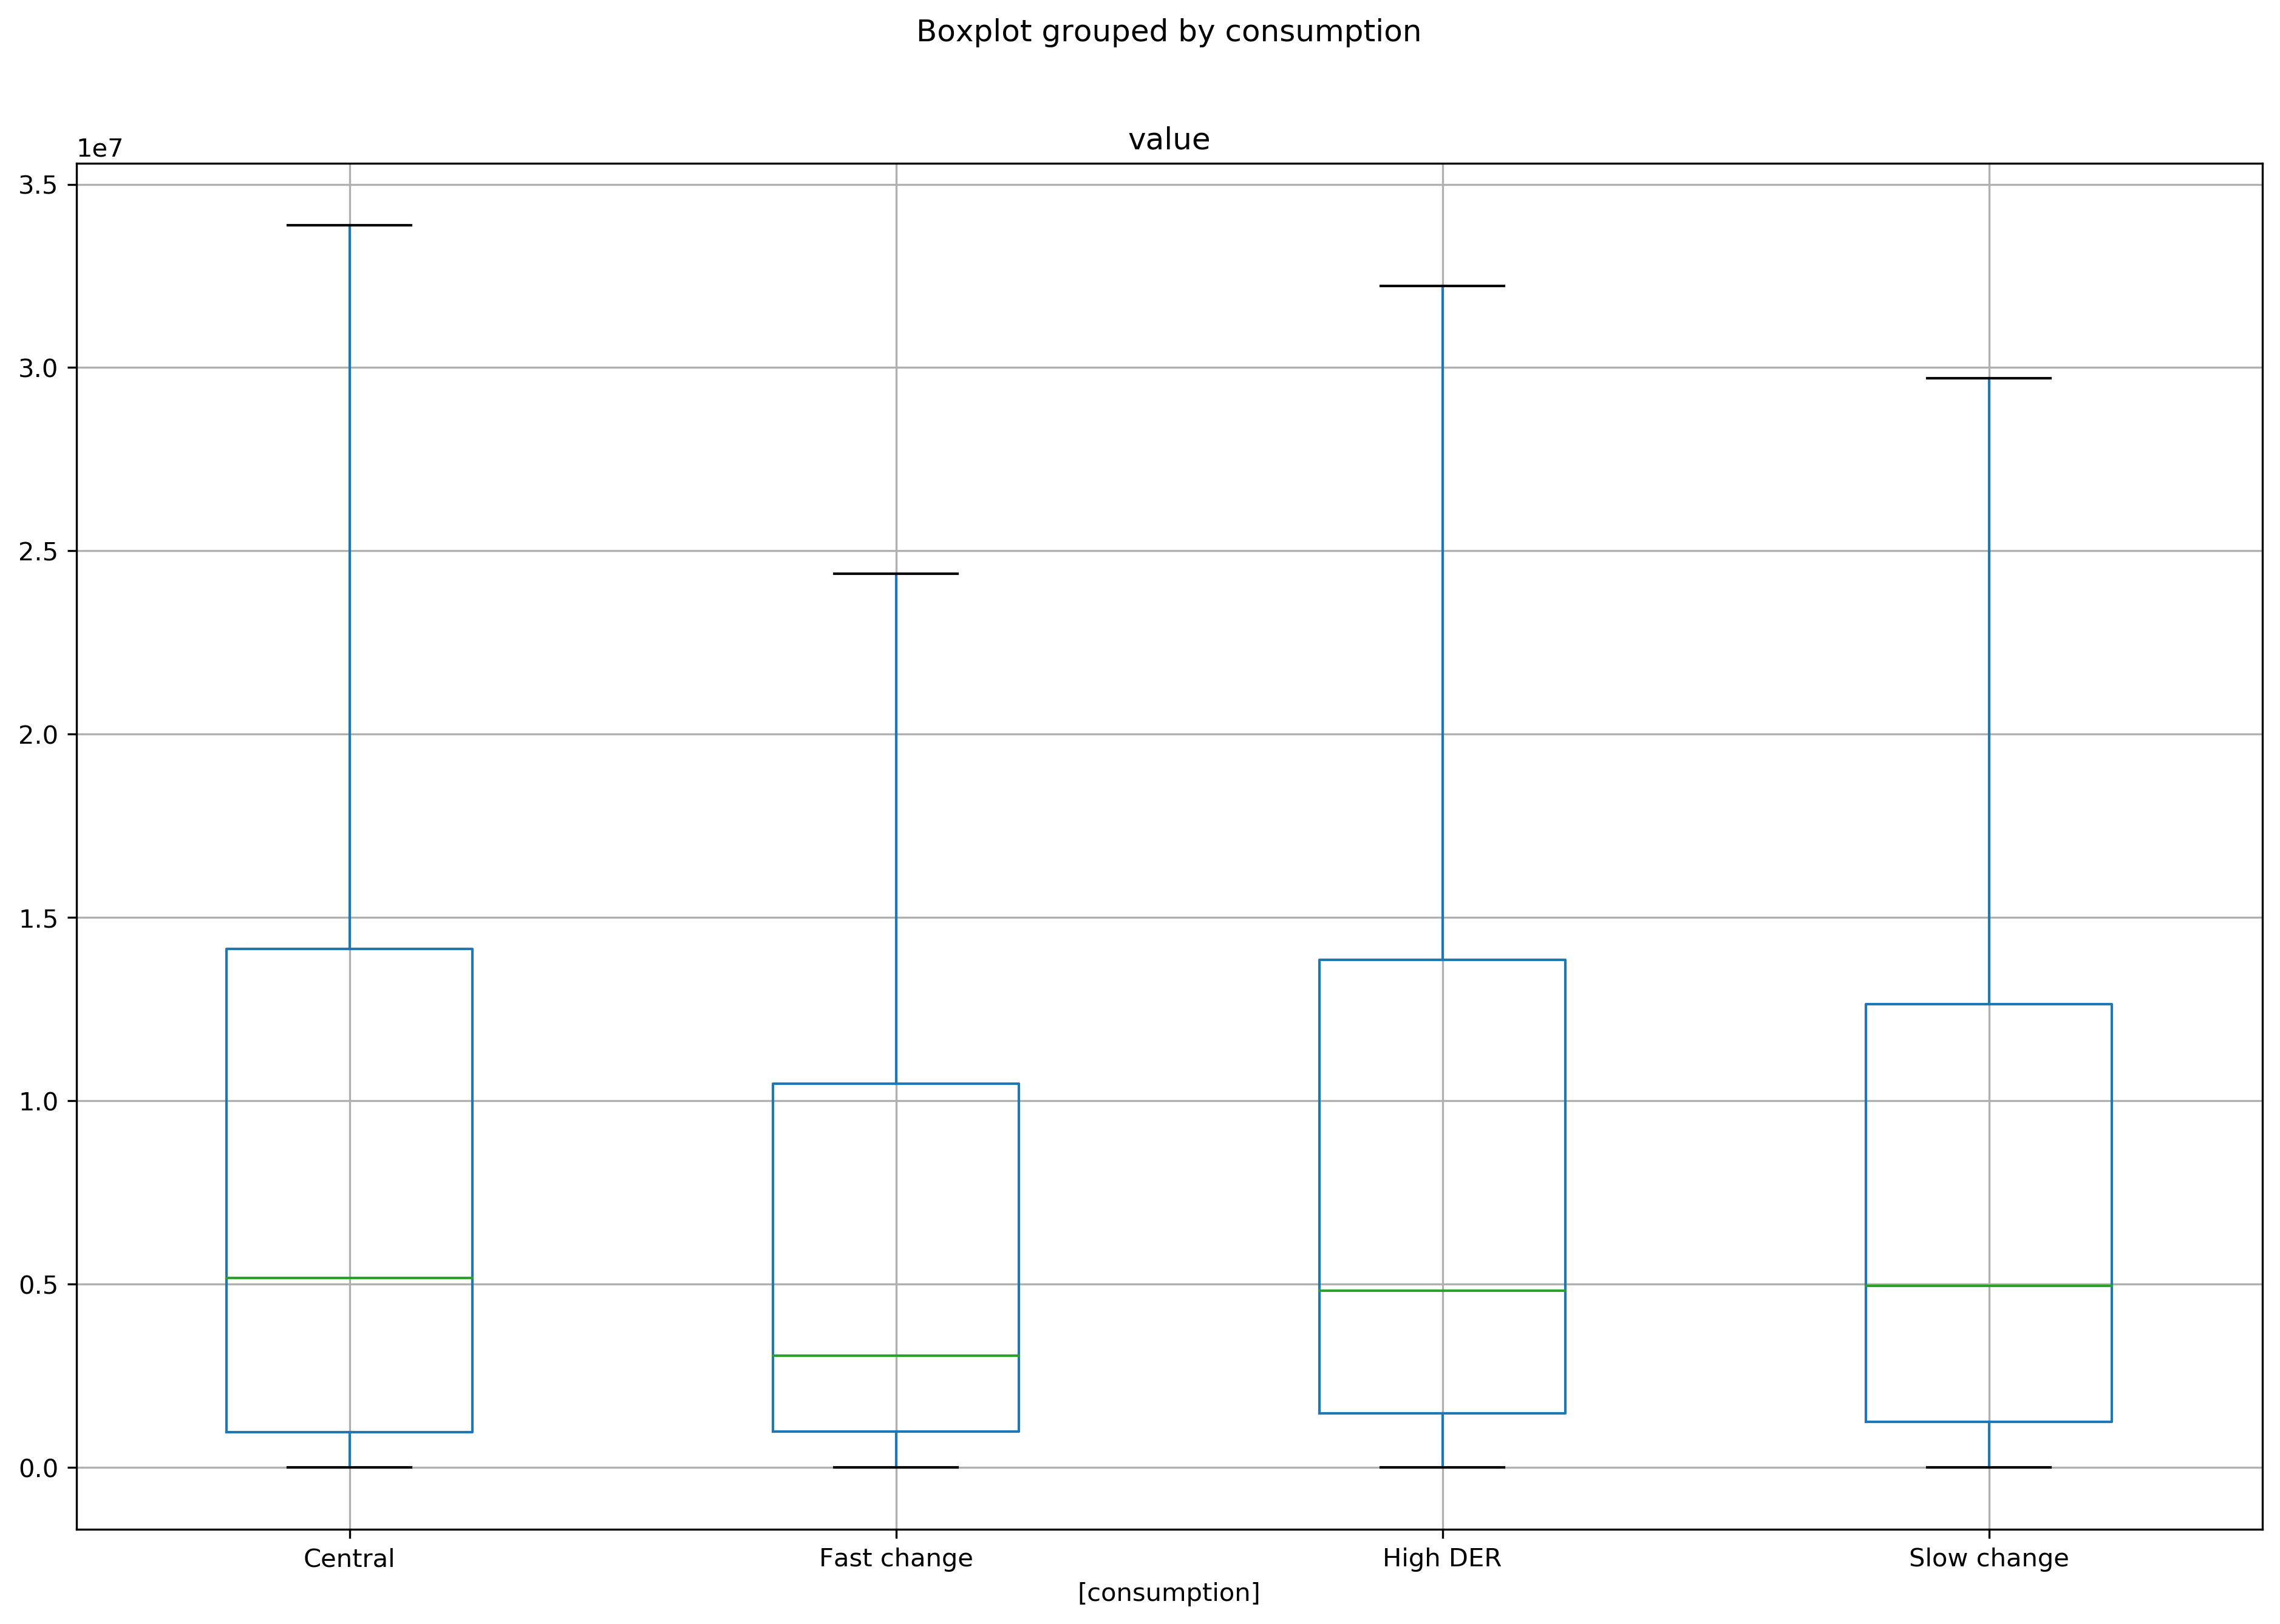 Boxplot grouped by consumption
value
1e7
3.5
3.0
2.5
2.0
1.5
1.0
0.5
0.0
Central Fast change High DER Slow change
[consumption]